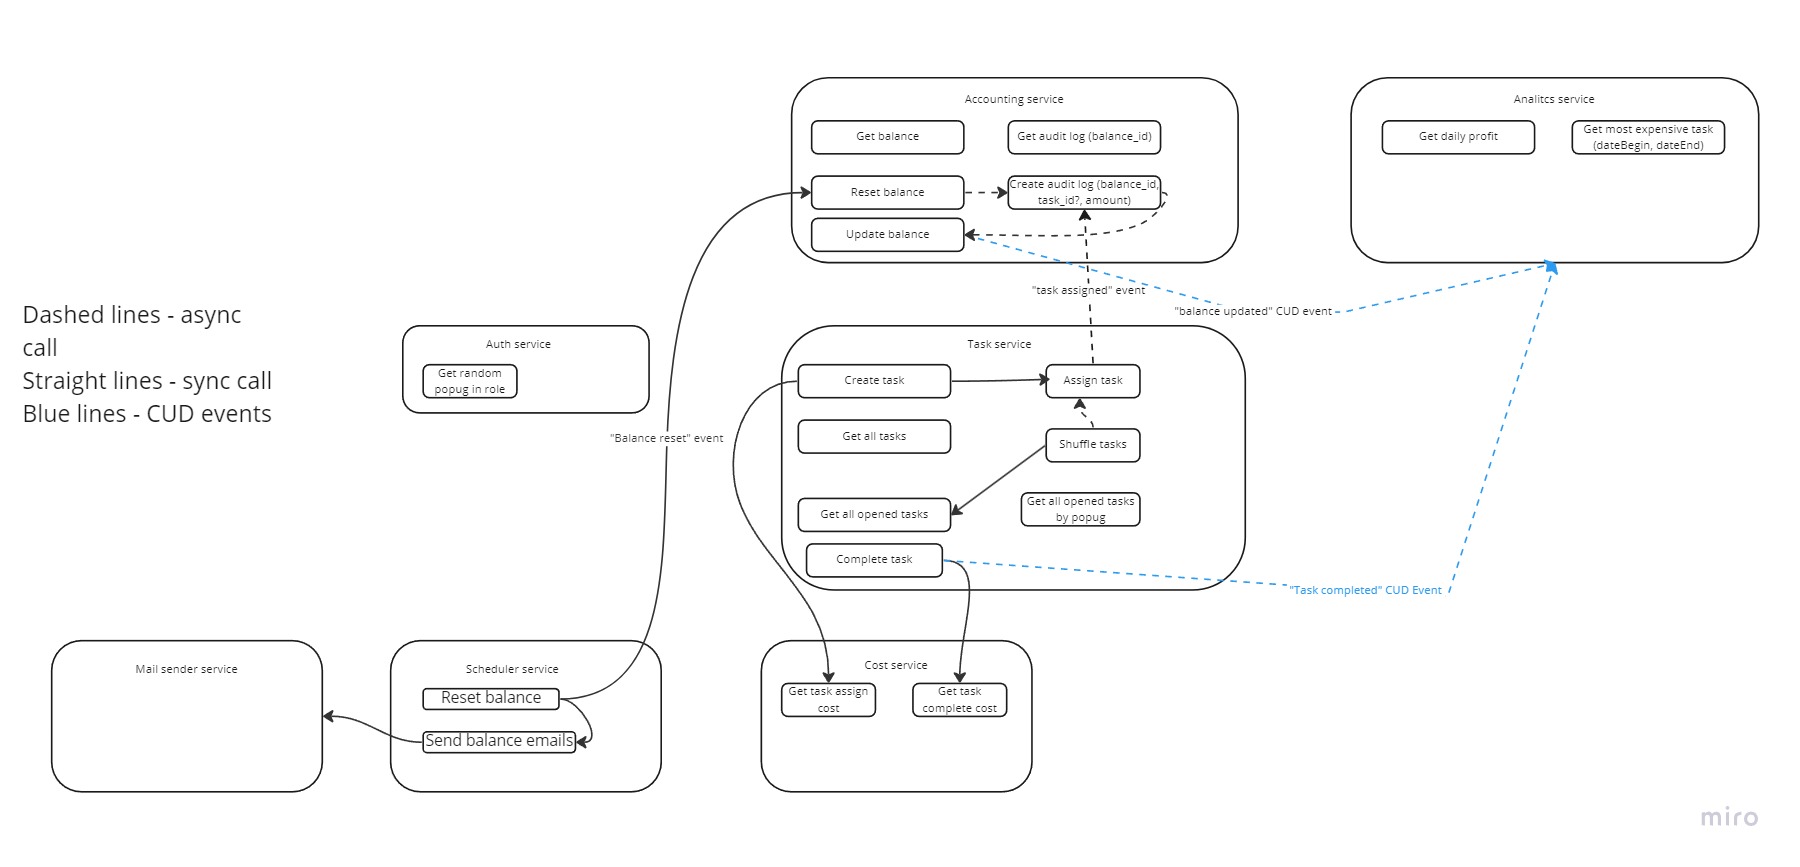 Accounting service
Get balance
Get audit log (balance_id)
Reset balance
Create audit log (balance_id,
task_id?, amount)
Update balance
Analitcs service
Get daily profit
Get most expensive task
(dateBegin, dateEnd)
"task assigned" event
"balance updated" CUD event
Dashed lines - async
call
Straight lines - sync call
Blue lines - CUD events
Auth service
Get random
popug in role
"Balance reset" event
Task service
Create task
Assign task
Get all tasks
Shuffle tasks
Get all opened tasks
Get all opened tasks
by popug
Complete task
"Task completed" CUD Event
Mail sender service
Scheduler service
Reset balance
Send balance emails
Cost service
Get task assign
cost
Get task
complete cost
miro